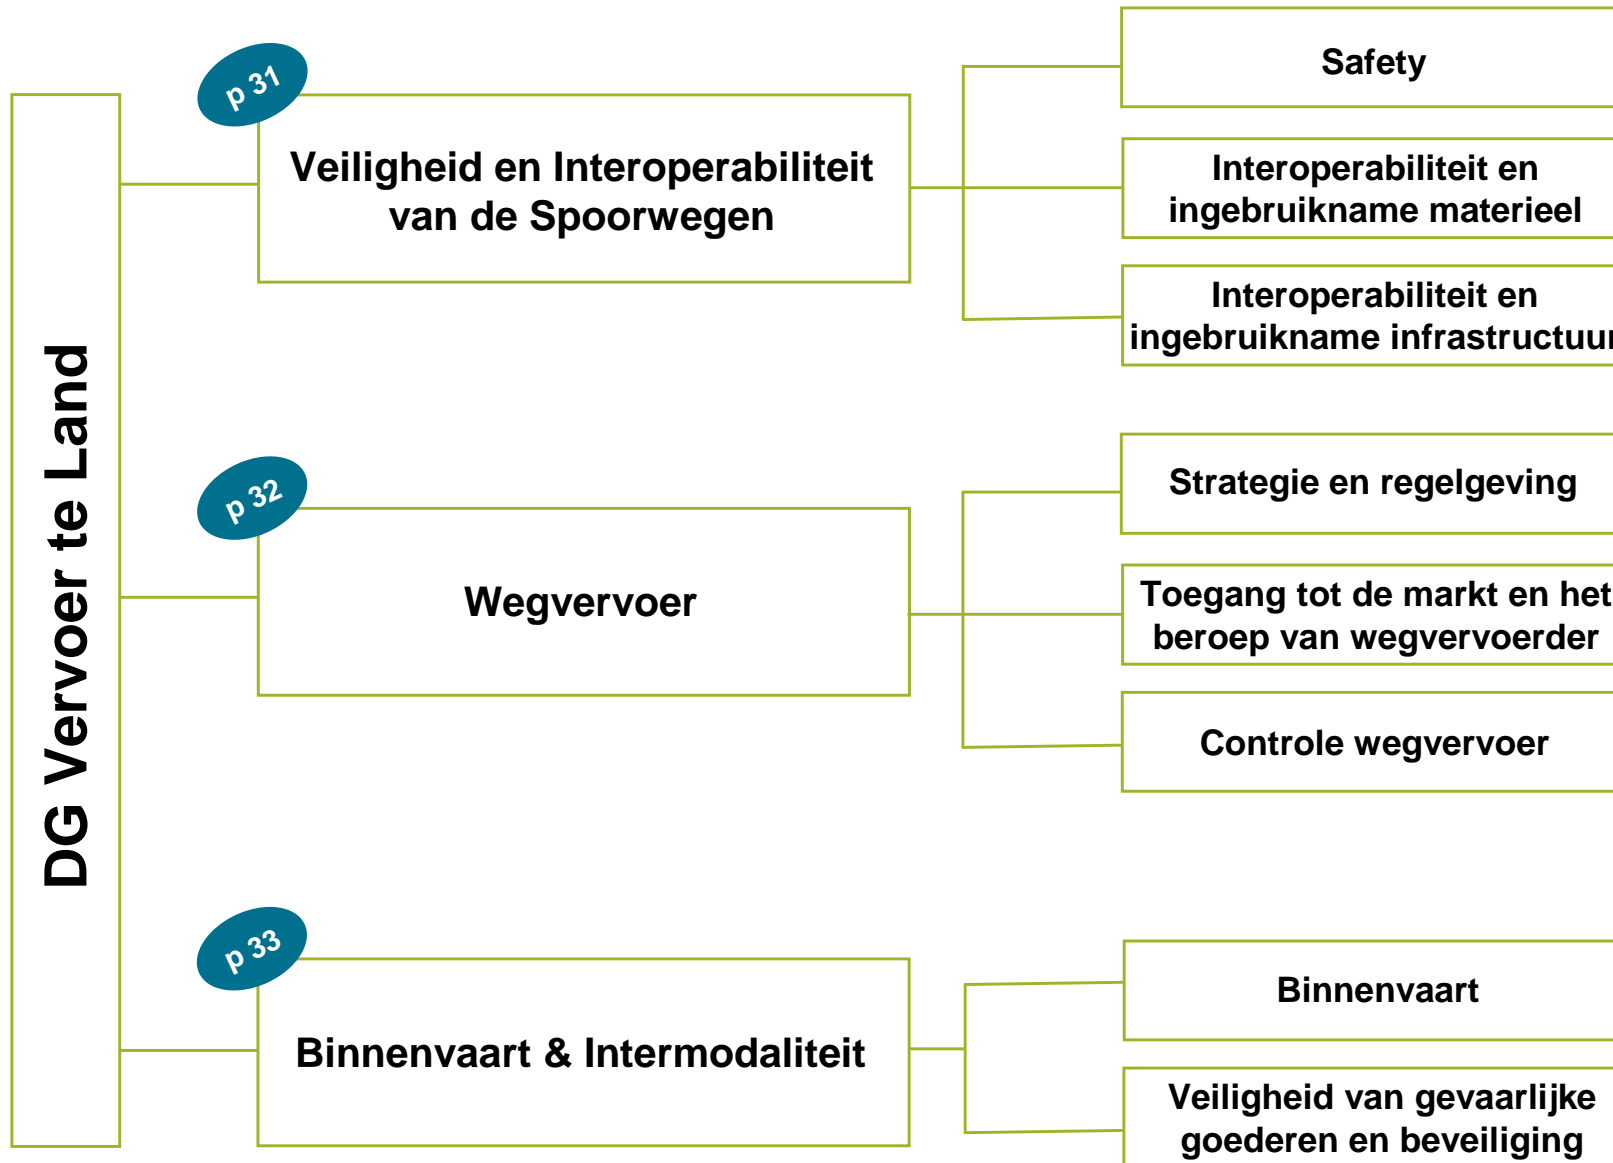 DG Vervoer te Land
p 31
Veiligheid en Interoperabiliteit
van de Spoorwegen
Safety
Interoperabiliteit en
ingebruikname materieel
Interoperabiliteit en
ingebruikname infrastructuur
p 32
Wegvervoer
Strategie en regelgeving
Toegang tot de markt en het
beroep van wegvervoerder
Controle wegvervoer
p 33
Binnenvaart & Intermodaliteit
Binnenvaart
Veiligheid van gevaarlijke
goederen en beveiliging